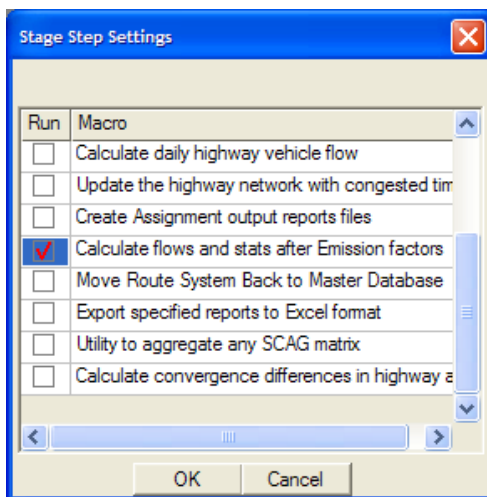 Stage Step Settings
Run Macro
Calculate daily highway vehicle flow
Update the highway network with congested tim
Create Assignment output reports files
Calculate flows and stats after Emission factors
Move Route System Back to Master Database
Export specified reports to Excel format
Utility to aggregate any SCAG matrix
Calculate convergence differences in highway a
OK Cancel